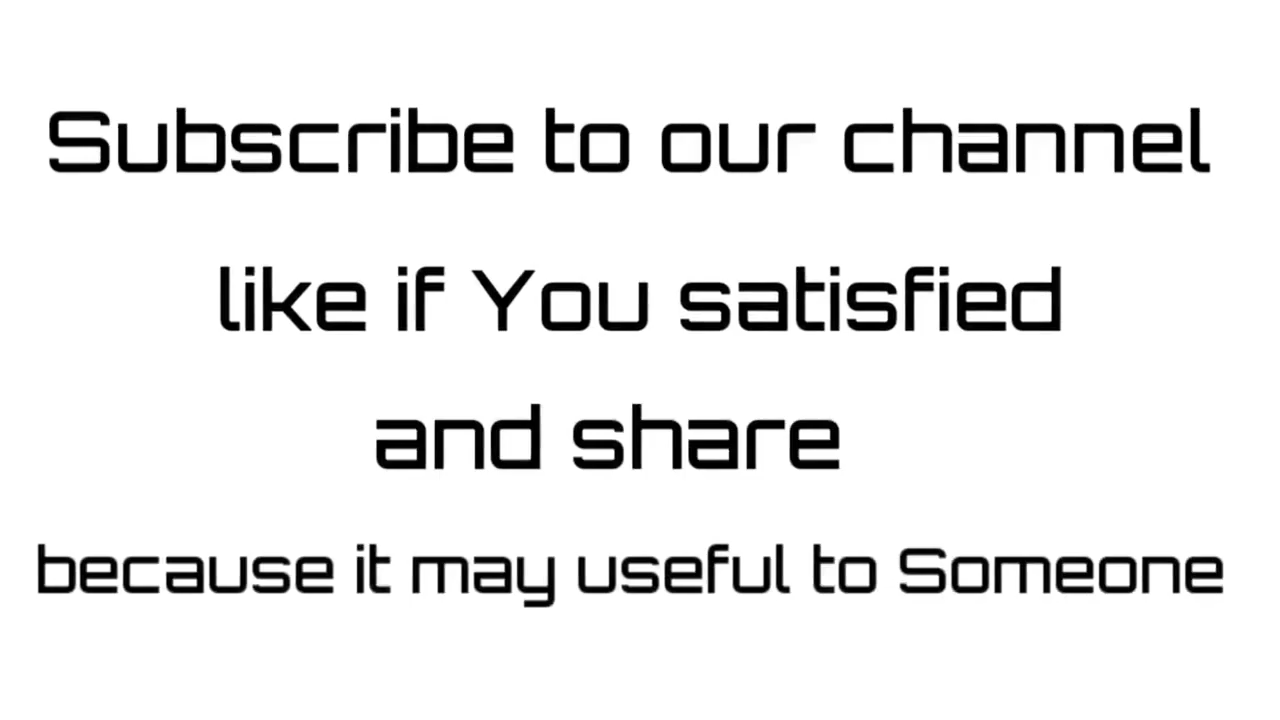 Subscribe to our channel
like if You satisfied
and share
because it may useful to Someone